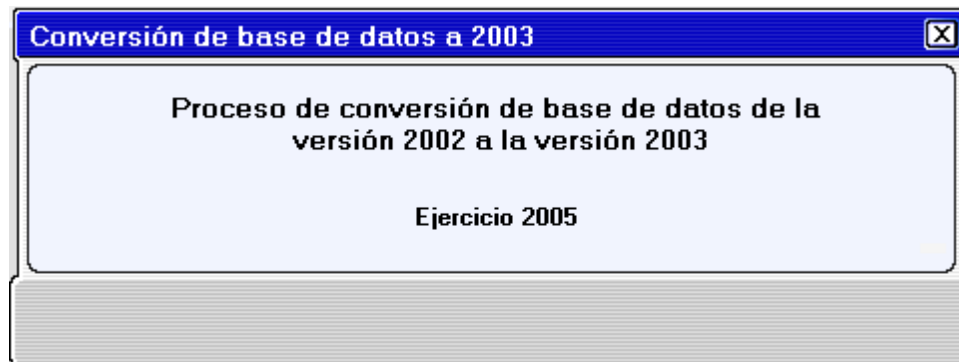 Conversión de base de datos a 2003
Proceso de conversión de base de datos de la
versión 2002 a la versión 2003
Ejercicio 2005